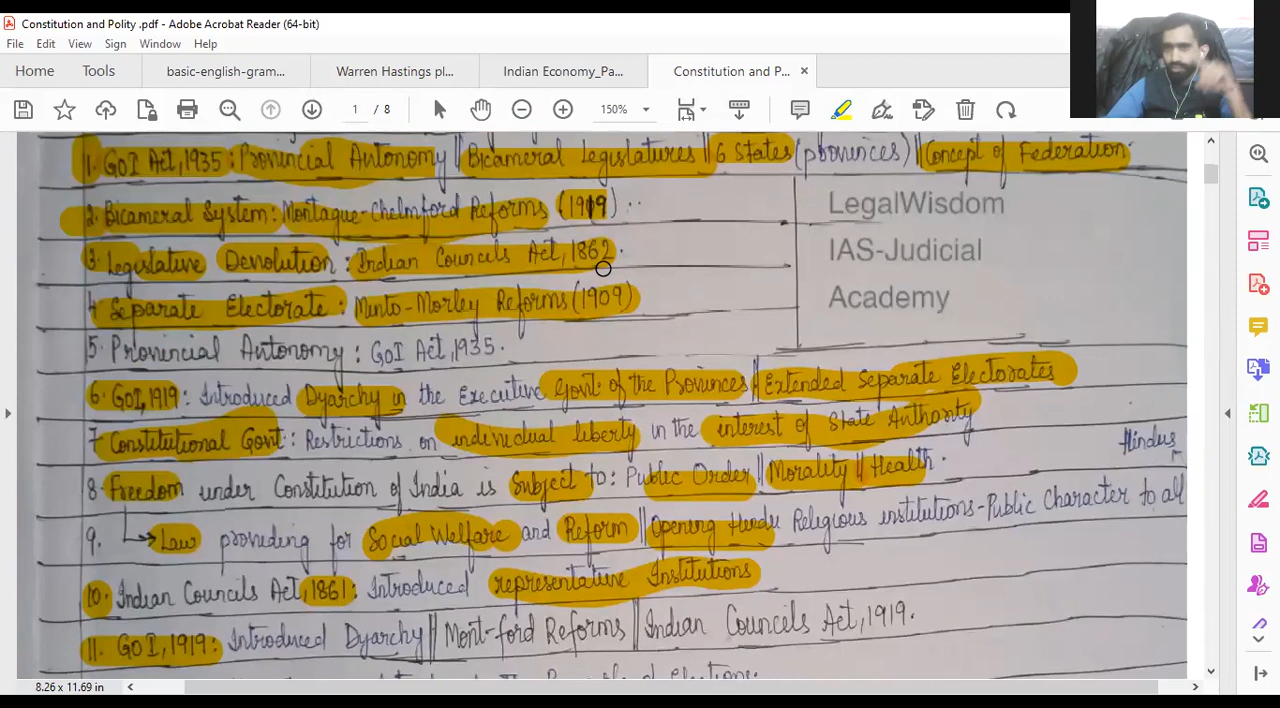 Constitution and Polity .pdf - Adobe Acrobat Reader (64-bit)
File Edit View Sign Window Help
Home Tools basic-english-gram... Warren Hastings pl... Indian Economy_Pa... Constitution and P... ×
1 / 8 150%
1. GOI Act, 1935 : Provincial Autonomy || Bicameral Legislatures || 6 States (provinces) || Concept of Federation
2. Bicameral System : Montague-Chelmford Reforms (1919)
3. Legislative Devolution : Indian Councils Act, 1862.
4 Separate Electorate : Minto-Morley Reforms (1909)
5. Provincial Autonomy : GOI Act, 1935.
6. GOI, 1919 : Introduced Dyarchy in the Executive Govt. of the Provinces || Extended Separate Electorates
7 Constitutional Govt : Restrictions on individual liberty in the interest of State Authority
8. Freedom under Constitution of India is Subject to: Public Order || Morality || Health.
Hindus
9. Law providing for Social Welfare and Reform || Opening Hindu Religious institutions-Public Character to all
10. Indian Councils Act, 1861 : Introduced representative Institutions
11. GOI, 1919 : Introduced Dyarchy || Mont-ford Reforms || Indian Councils Act, 1919.
LegalWisdom
IAS-Judicial
Academy
8.26 x 11.69 in